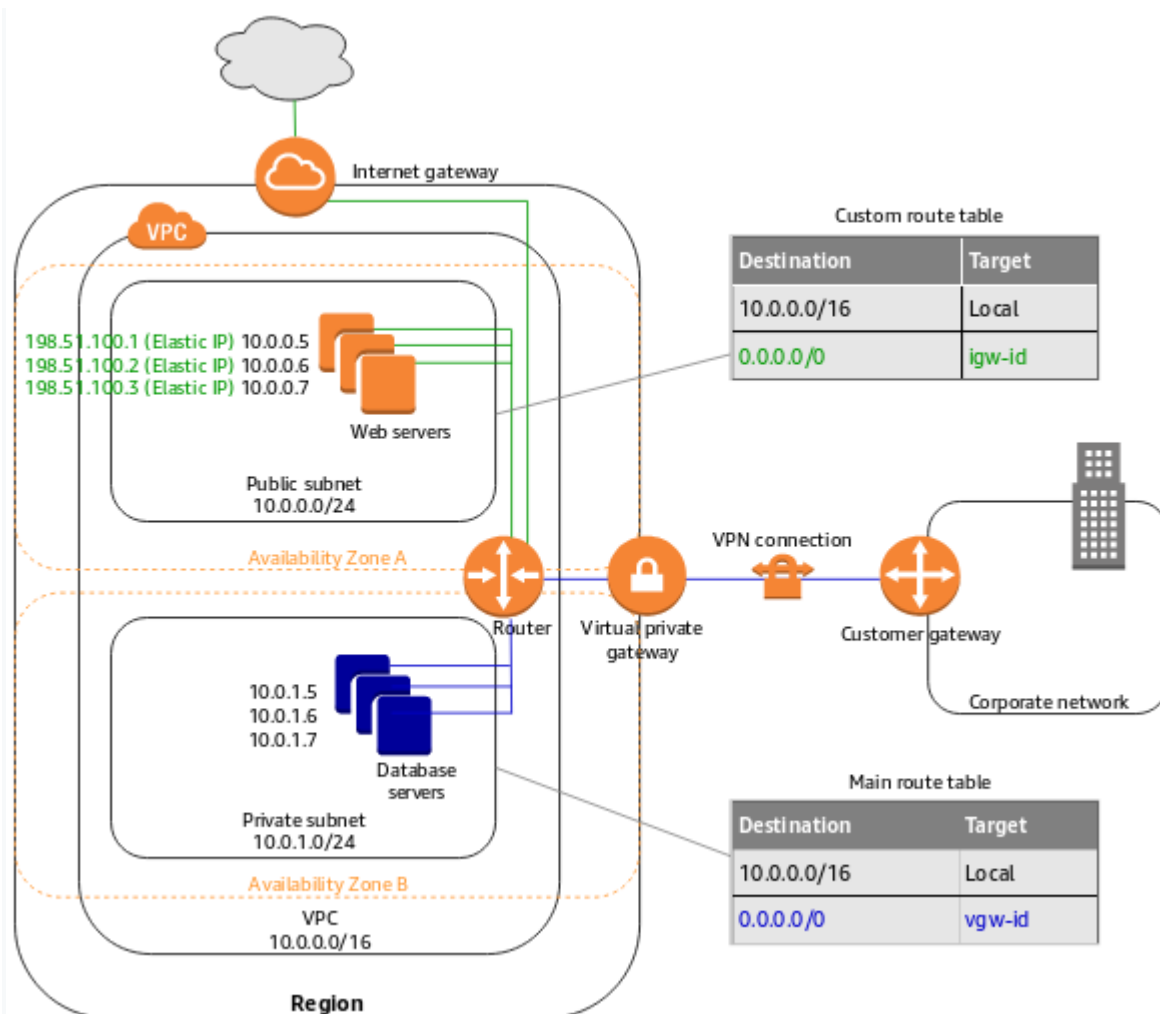 Internet gateway
VPC
198.51.100.1 (Elastic IP) 10.0.0.5
198.51.100.2 (Elastic IP) 10.0.0.6
198.51.100.3 (Elastic IP) 10.0.0.7
Web servers
Public subnet
10.0.0.0/24
Availability Zone A
Custom route table
Destination Target
10.0.0.0/16 Local
0.0.0.0/0 igw-id
Router
Virtual private
gateway
VPN connection
Customer gateway
Corporate network
10.0.1.5
10.0.1.6
10.0.1.7
Database
servers
Private subnet
10.0.1.0/24
Availability Zone B
Main route table
Destination Target
10.0.0.0/16 Local
0.0.0.0/0 vgw-id
VPC
10.0.0.0/16
Region